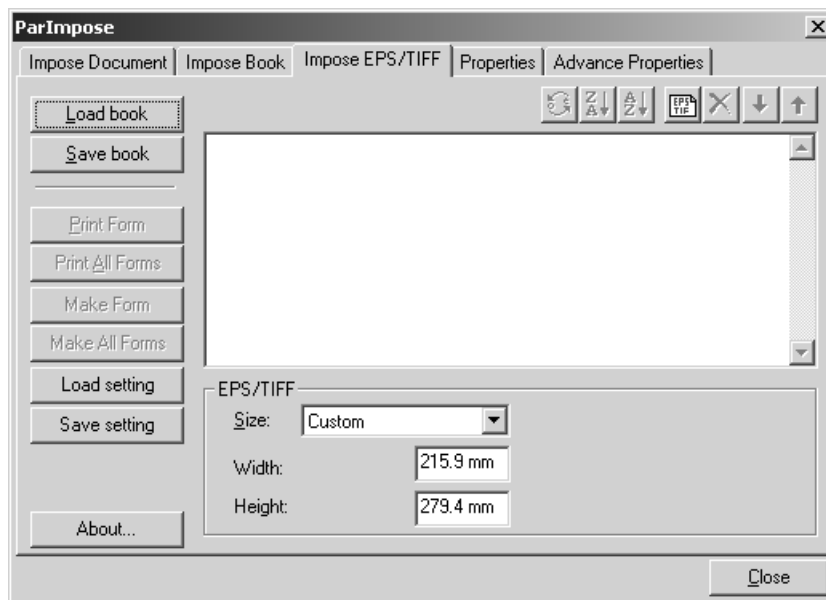 ParImpose
Impose Document
Impose Book
Impose EPS/TIFF
Properties
Advance Properties
Load book
Save book
Z
A
A
Z
EPS
TIF
Print Form
Print All Forms
Make Form
Make All Forms
Load setting
Save setting
About...
EPS/TIFF
Size: Custom
Width: 215.9 mm
Height: 279.4 mm
Close